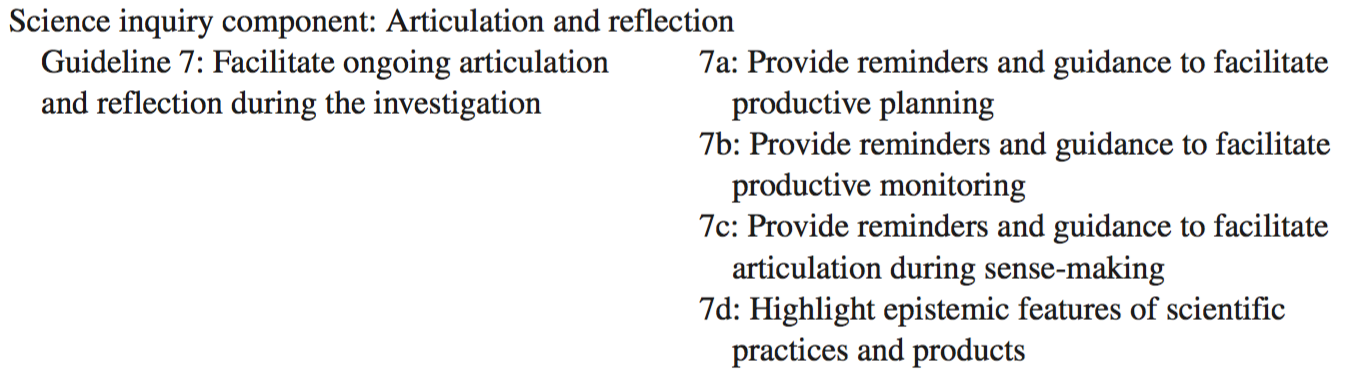 Science inquiry component: Articulation and reflection
Guideline 7: Facilitate ongoing articulation
and reflection during the investigation
7a: Provide reminders and guidance to facilitate
productive planning
7b: Provide reminders and guidance to facilitate
productive monitoring
7c: Provide reminders and guidance to facilitate
articulation during sense-making
7d: Highlight epistemic features of scientific
practices and products